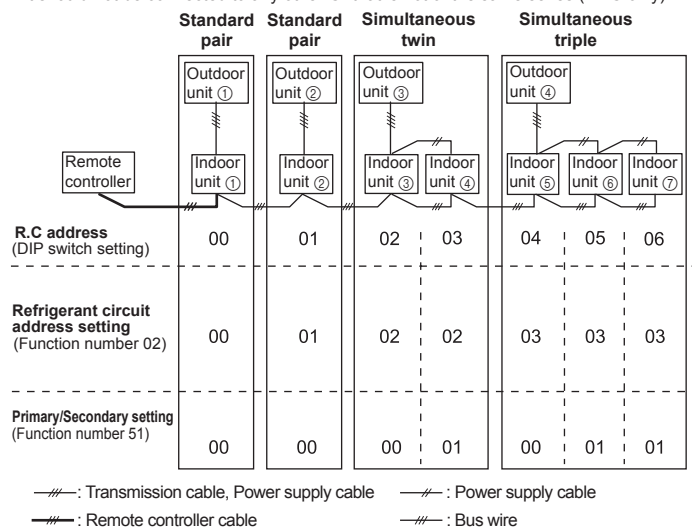 Standard Standard Simultaneous Simultaneous
pair pair twin triple
Outdoor unit ① Outdoor unit ② Outdoor unit ③ Outdoor unit ④
Remote controller Indoor unit ① Indoor unit ② Indoor unit ③ Indoor unit ④ Indoor unit ⑤ Indoor unit ⑥ Indoor unit ⑦
R.C address
(DIP switch setting) 00 01 02 03 04 05 06
Refrigerant circuit
address setting
(Function number 02) 00 01 02 02 03 03 03
Primary/Secondary setting
(Function number 51) 00 00 00 01 00 01 01
: Transmission cable, Power supply cable : Power supply cable
: Remote controller cable : Bus wire